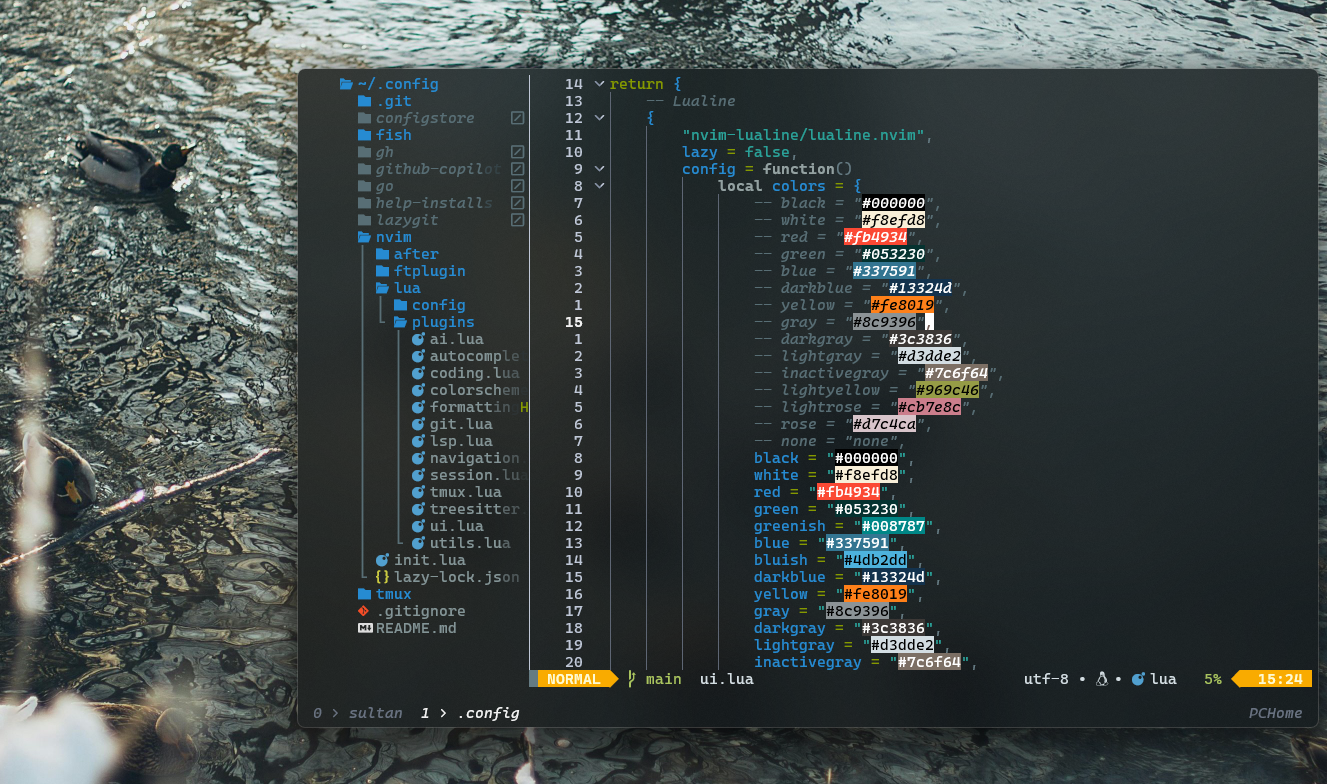 ~/.config
.git
configstore
fish
gh
github-copilot
go
help-installs
lazygit
nvim
after
ftplugin
lua
config
plugins
ai.lua
autocomple
coding.lua
colorschem
formattin H
git.lua
lsp.lua
navigation
session.lua
tmux.lua
treesitter.
ui.lua
utils.lua
init.lua
{} lazy-lock.json
tmux
.gitignore
README.md
14 return {
13 -- Lualine
12 {
11 "nvim-lualine/lualine.nvim",
10 lazy = false,
9 config = function()
8 local colors = {
7 -- black = "#000000",
6 -- white = "#f8efd8",
5 -- red = "#fb4934",
4 -- green = "#053230",
3 -- blue = "#337591",
2 -- darkblue = "#13324d",
1 -- yellow = "#fe8019",
15 -- gray = "#8c9396",
1 -- darkgray = "#3c3836",
2 -- lightgray = "#d3dde2",
3 -- inactivegray = "#7c6f64",
4 -- lightyellow = "#969c46",
5 -- lightrose = "#cb7e8c",
6 -- rose = "#d7c4ca",
7 -- none = "none",
8 black = "#000000",
9 white = "#f8efd8",
10 red = "#fb4934",
11 green = "#053230",
12 greenish = "#008787",
13 blue = "#337591",
14 bluish = "#4db2dd",
15 darkblue = "#13324d",
16 yellow = "#fe8019",
17 gray = "#8c9396",
18 darkgray = "#3c3836",
19 lightgray = "#d3dde2",
20 inactivegray = "#7c6f64",
NORMAL main ui.lua utf-8 • • lua 5% 15:24
0 > sultan 1 > .config PCHome